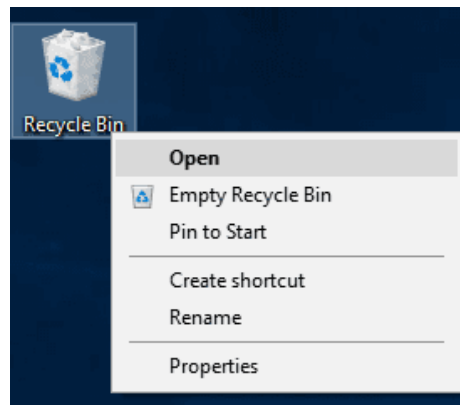 Recycle Bin
Open
Empty Recycle Bin
Pin to Start
Create shortcut
Rename
Properties